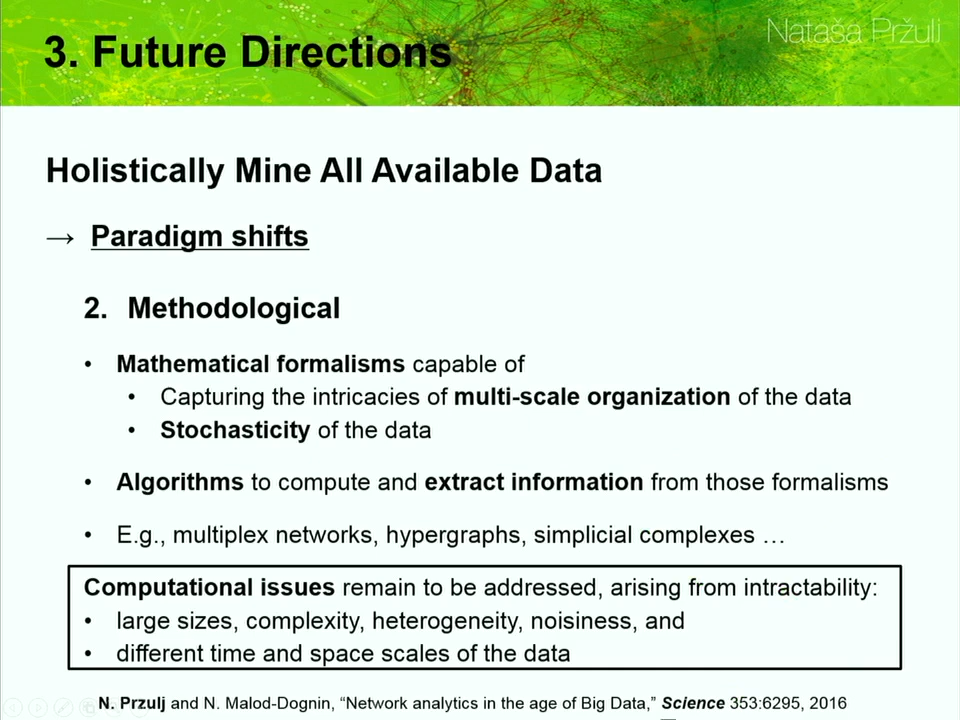 3. Future Directions
Nataša Pržulj
Holistically Mine All Available Data
→ Paradigm shifts
2. Methodological
• Mathematical formalisms capable of
• Capturing the intricacies of multi-scale organization of the data
• Stochasticity of the data
• Algorithms to compute and extract information from those formalisms
• E.g., multiplex networks, hypergraphs, simplicial complexes …
Computational issues remain to be addressed, arising from intractability:
• large sizes, complexity, heterogeneity, noisiness, and
• different time and space scales of the data
N. Przulj and N. Malod-Dognin, “Network analytics in the age of Big Data,” Science 353:6295, 2016